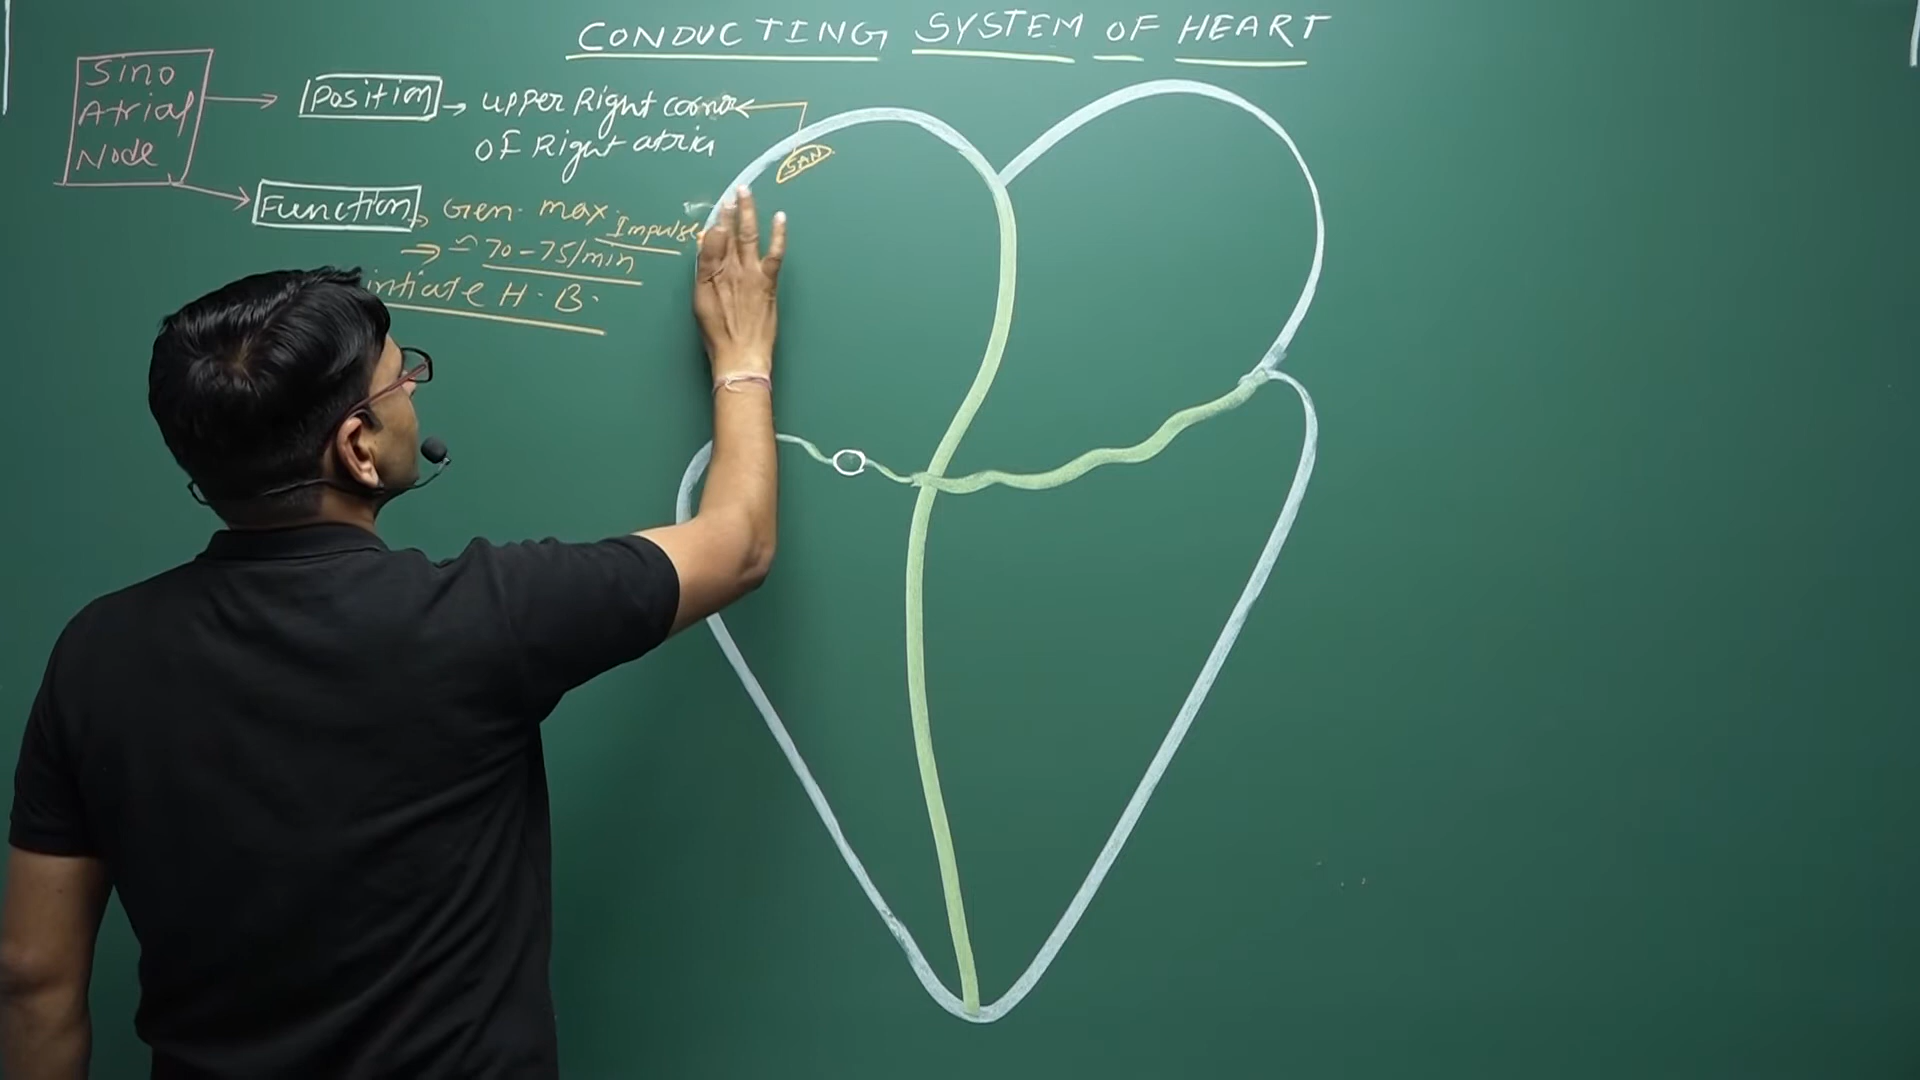 CONDUCTING SYSTEM OF HEART
Sino
Atrial
Node
Position → upper Right corner
OF Right atria
SAN
Function → Gen. max.
Impulse
⇒ ≃ 70-75/min
intiate H.B.